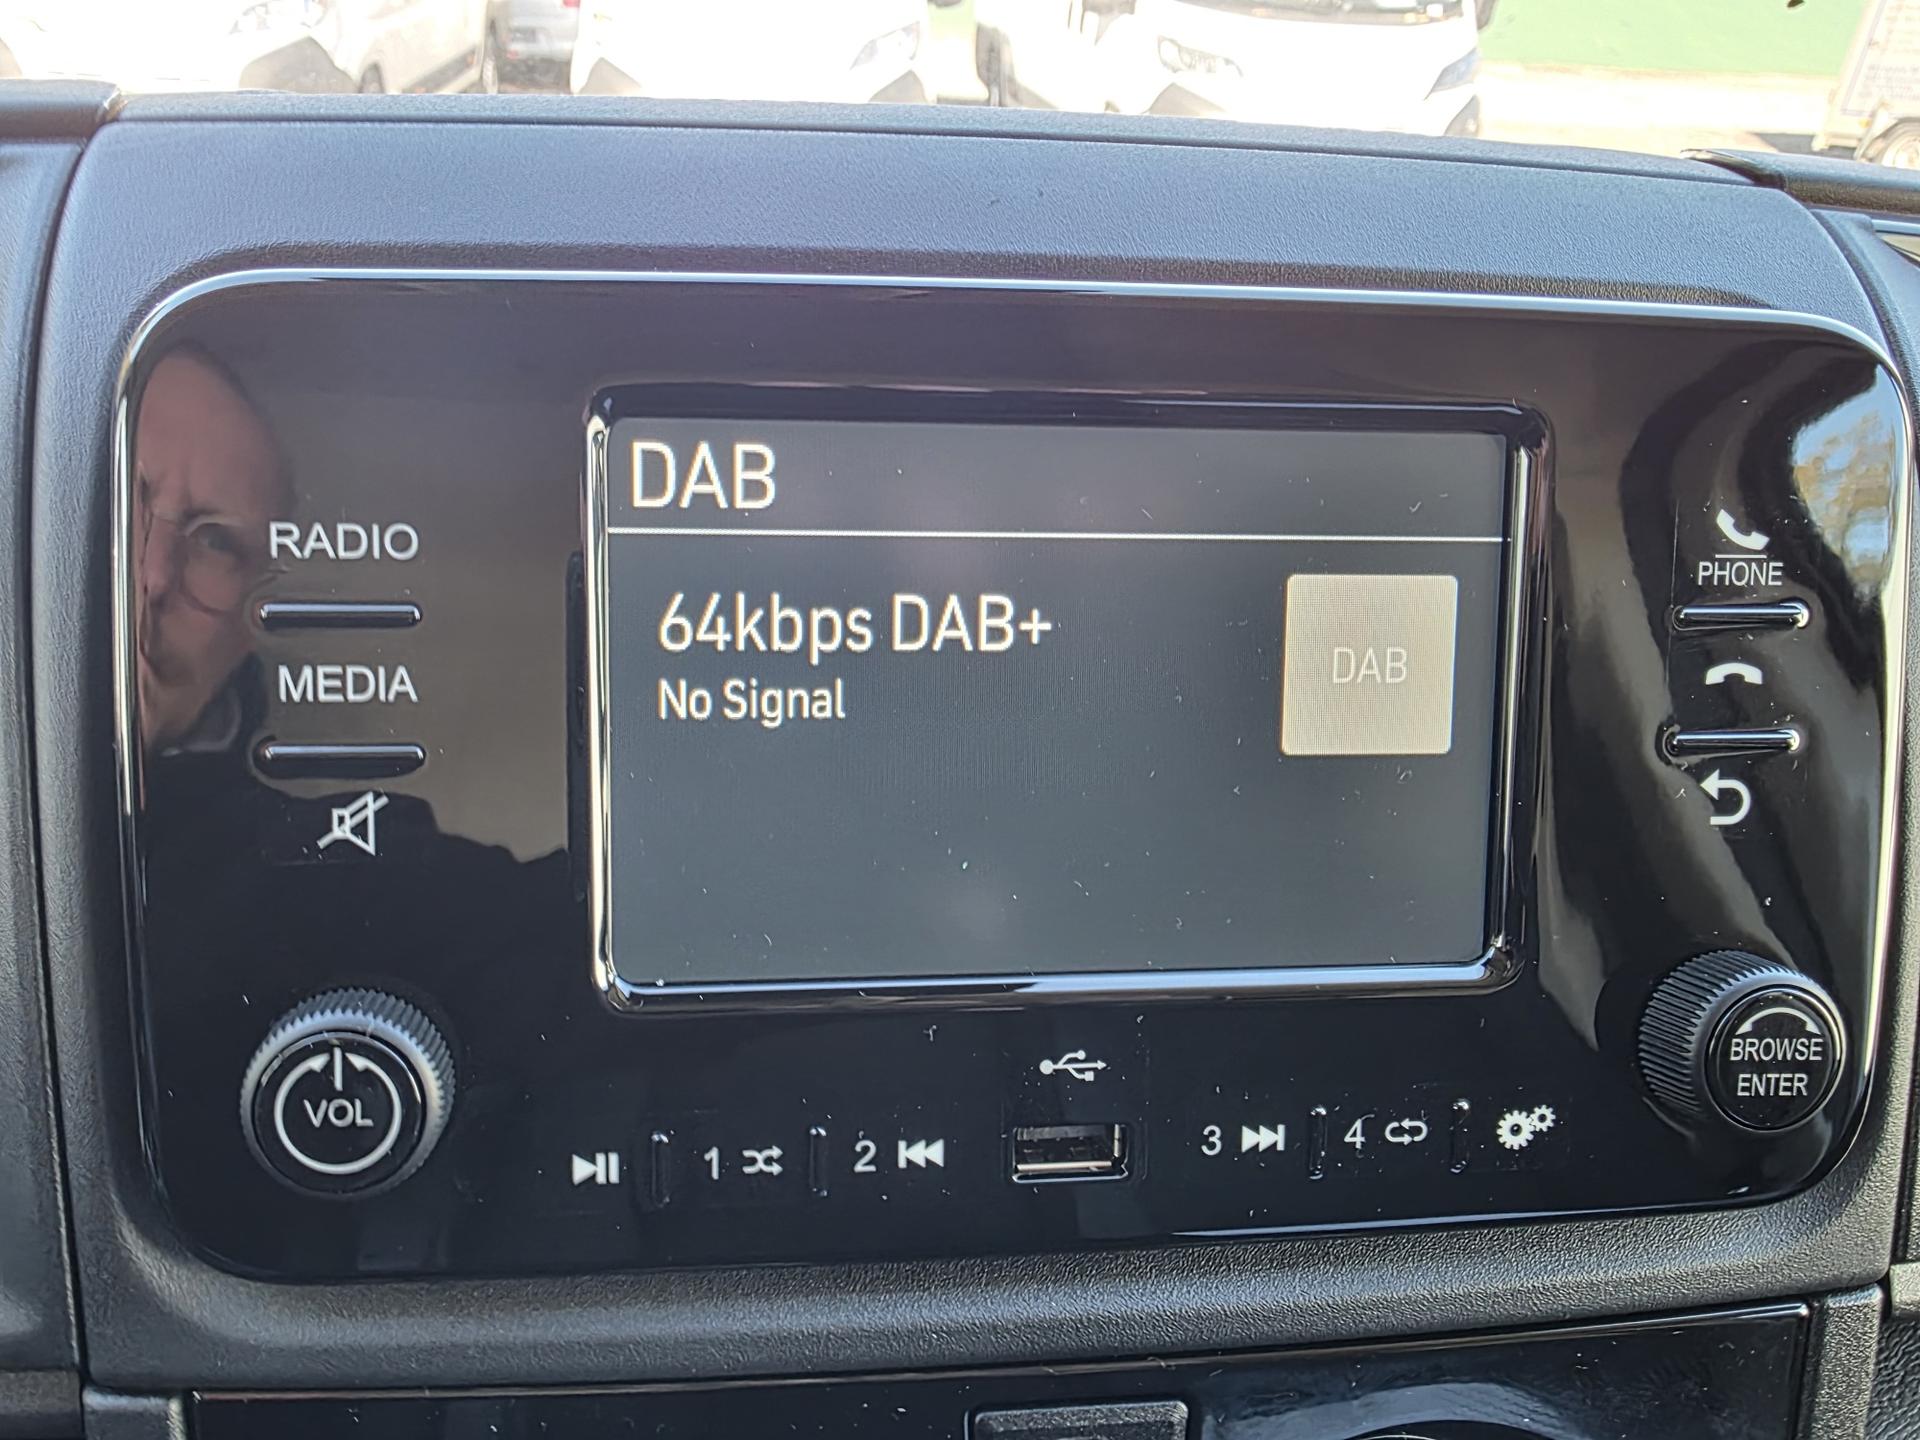 DAB
64kbps DAB+
No Signal
DAB
RADIO
MEDIA
PHONE
VOL
BROWSE
ENTER
1
2
3
4